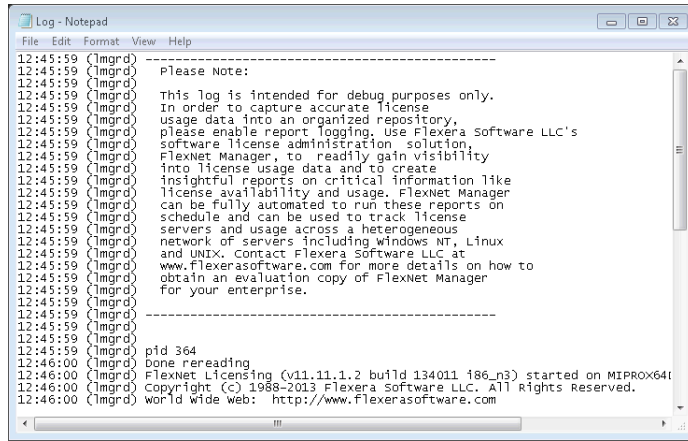 Log - Notepad
File Edit Format View Help
12:45:59 (lmgrd) -----------------------------------------------
12:45:59 (lmgrd)   Please Note:
12:45:59 (lmgrd)
12:45:59 (lmgrd)   This log is intended for debug purposes only.
12:45:59 (lmgrd)   In order to capture accurate license
12:45:59 (lmgrd)   usage data into an organized repository,
12:45:59 (lmgrd)   please enable report logging. Use Flexera Software LLC's
12:45:59 (lmgrd)   software license administration  solution,
12:45:59 (lmgrd)   FlexNet Manager, to  readily gain visibility
12:45:59 (lmgrd)   into license usage data and to create
12:45:59 (lmgrd)   insightful reports on critical information like
12:45:59 (lmgrd)   license availability and usage. FlexNet Manager
12:45:59 (lmgrd)   can be fully automated to run these reports on
12:45:59 (lmgrd)   schedule and can be used to track license
12:45:59 (lmgrd)   servers and usage across a heterogeneous
12:45:59 (lmgrd)   network of servers including Windows NT, Linux
12:45:59 (lmgrd)   and UNIX. Contact Flexera Software LLC at
12:45:59 (lmgrd)   www.flexerasoftware.com for more details on how to
12:45:59 (lmgrd)   obtain an evaluation copy of FlexNet Manager
12:45:59 (lmgrd)   for your enterprise.
12:45:59 (lmgrd)
12:45:59 (lmgrd) -----------------------------------------------
12:45:59 (lmgrd)
12:45:59 (lmgrd)
12:45:59 (lmgrd) pid 364
12:46:00 (lmgrd) Done rereading
12:46:00 (lmgrd) FlexNet Licensing (v11.11.1.2 build 134011 i86_n3) started on MIPROX64
12:46:00 (lmgrd) Copyright (c) 1988-2013 Flexera Software LLC. All Rights Reserved.
12:46:00 (lmgrd) World Wide Web:  http://www.flexerasoftware.com